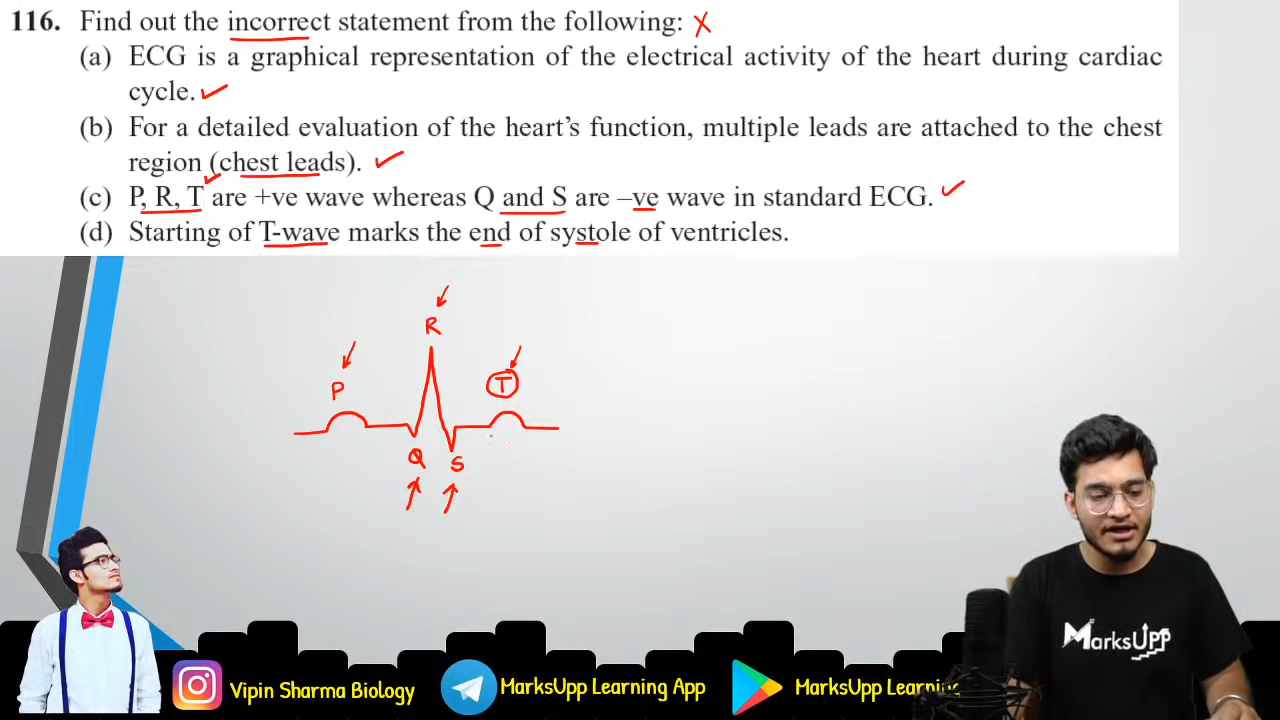 116. Find out the incorrect statement from the following: X
(a) ECG is a graphical representation of the electrical activity of the heart during cardiac
cycle.
(b) For a detailed evaluation of the heart's function, multiple leads are attached to the chest
region (chest leads).
(c) P, R, T are +ve wave whereas Q and S are –ve wave in standard ECG.
(d) Starting of T-wave marks the end of systole of ventricles.
R
P
T
Q
S
MarksUpp
Vipin Sharma Biology
MarksUpp Learning App
MarksUpp Learning